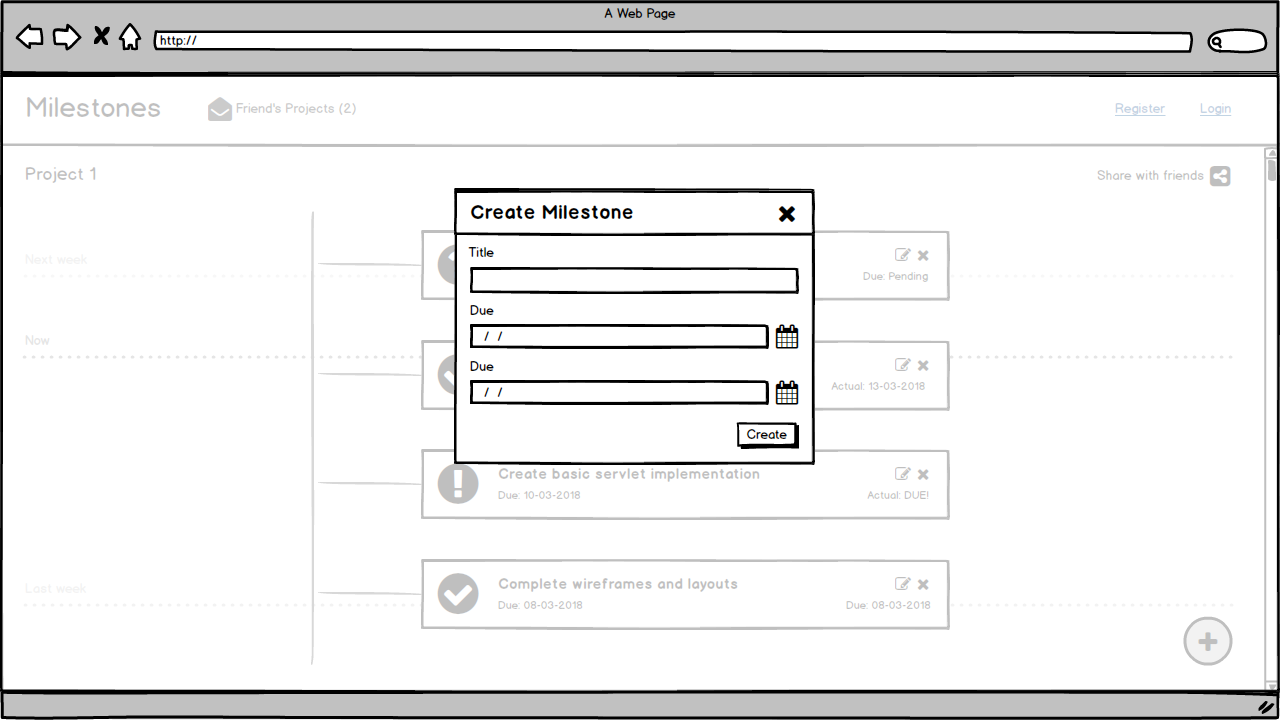 A Web Page
http://
Milestones
Friend's Projects (2)
Register
Login
Project 1
Share with friends
Create Milestone
Title
Next week
Due: Pending
Due
/ /
Now
Due
Actual: 13-03-2018
/ /
Create
Create basic servlet implementation
Due: 10-03-2018
Actual: DUE!
Complete wireframes and layouts
Last week
Due: 08-03-2018
Due: 08-03-2018